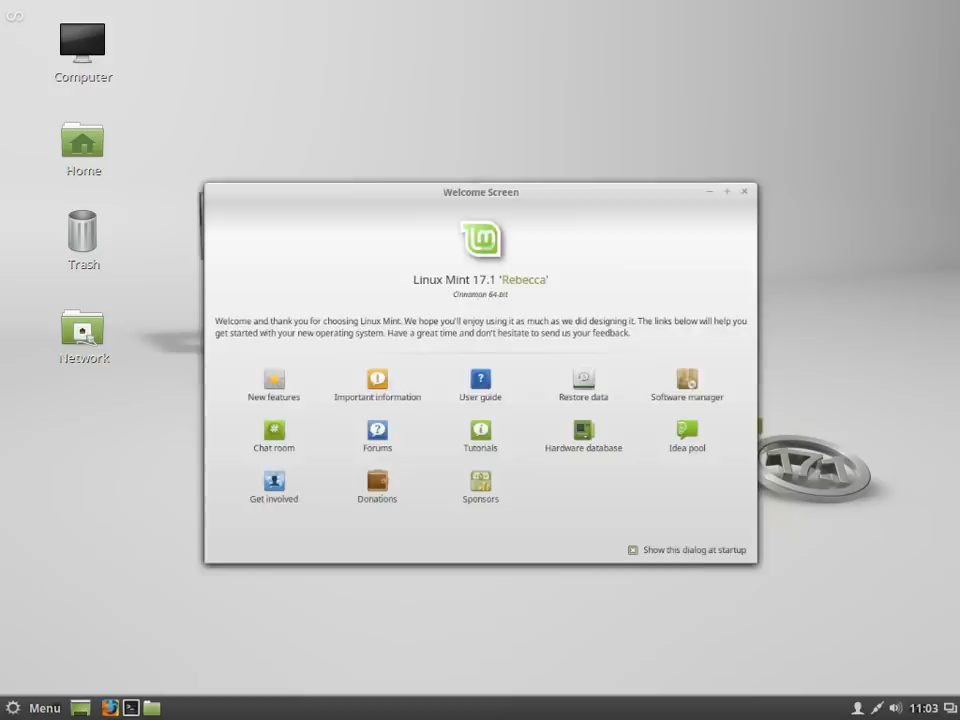 Computer
Home
Trash
Network
Welcome Screen
lm
Linux Mint 17.1 'Rebecca'
Cinnamon 64-bit
Welcome and thank you for choosing Linux Mint. We hope you'll enjoy using it as much as we did designing it. The links below will help you
get started with your new operating system. Have a great time and don't hesitate to send us your feedback.
New features
Important information
User guide
Restore data
Software manager
Chat room
Forums
Tutorials
Hardware database
Idea pool
Get involved
Donations
Sponsors
Show this dialog at startup
17.1
Menu
11:03